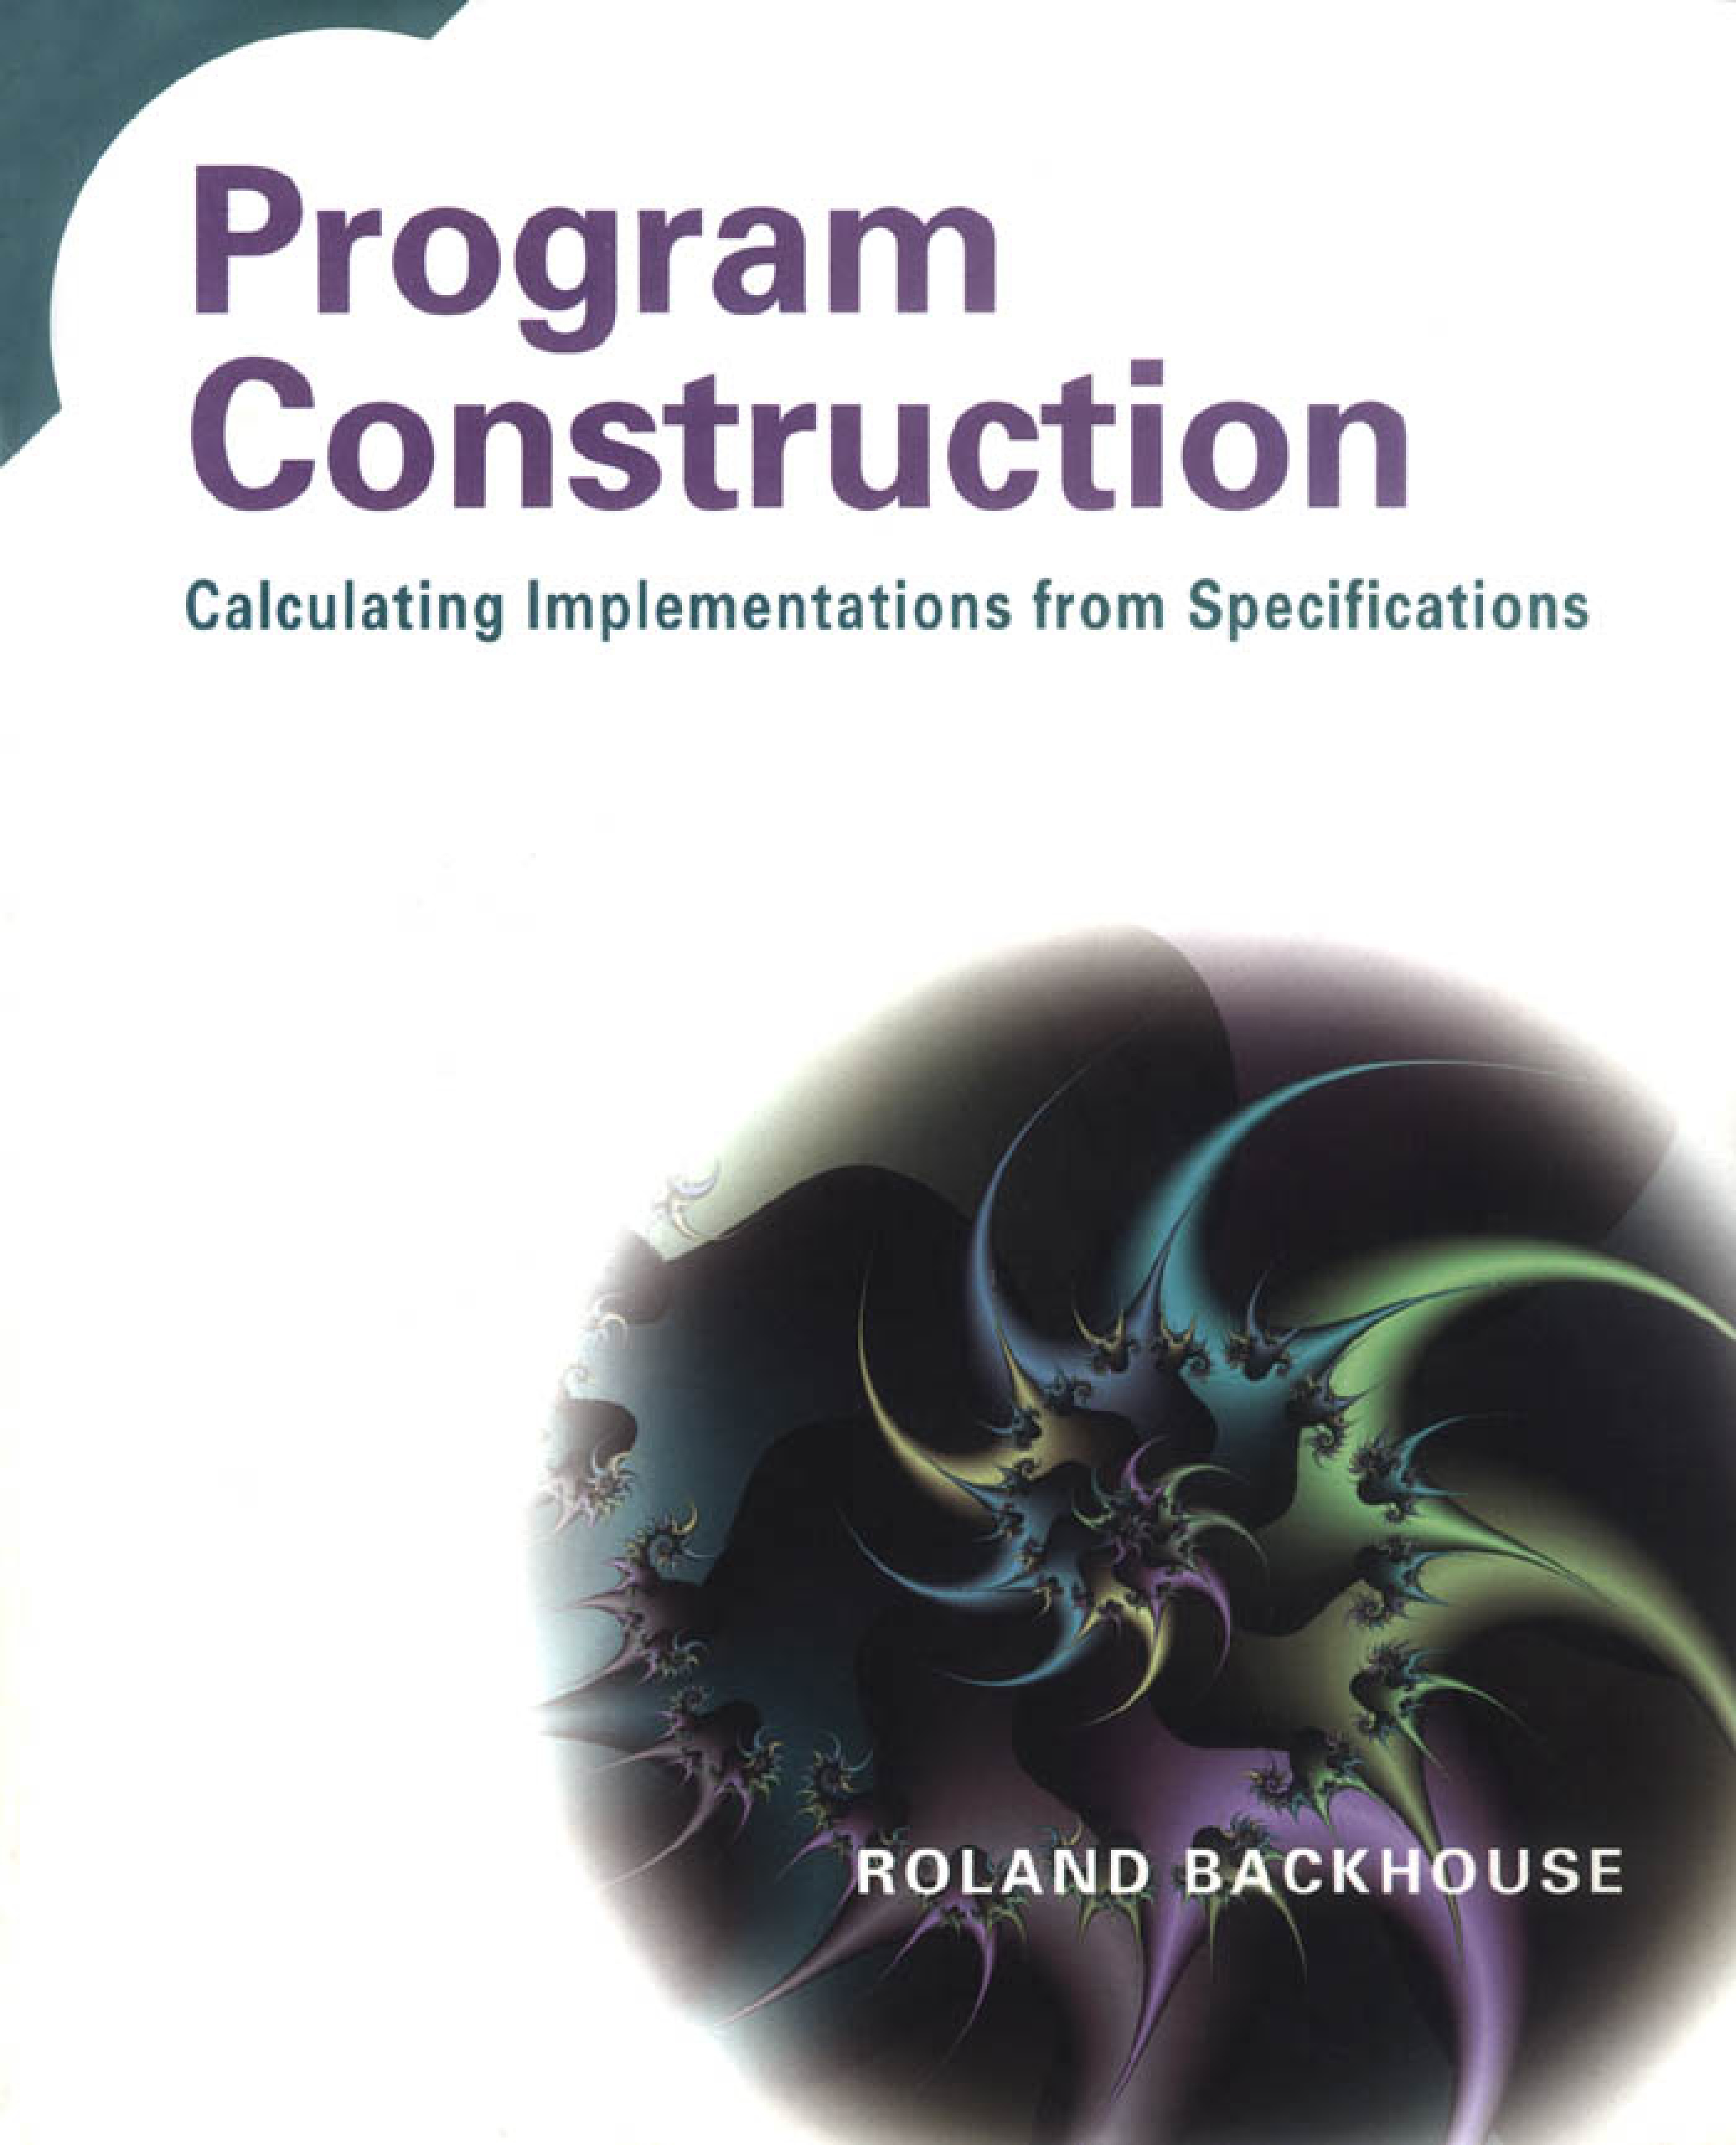 Program
Construction
Calculating Implementations from Specifications
ROLAND BACKHOUSE